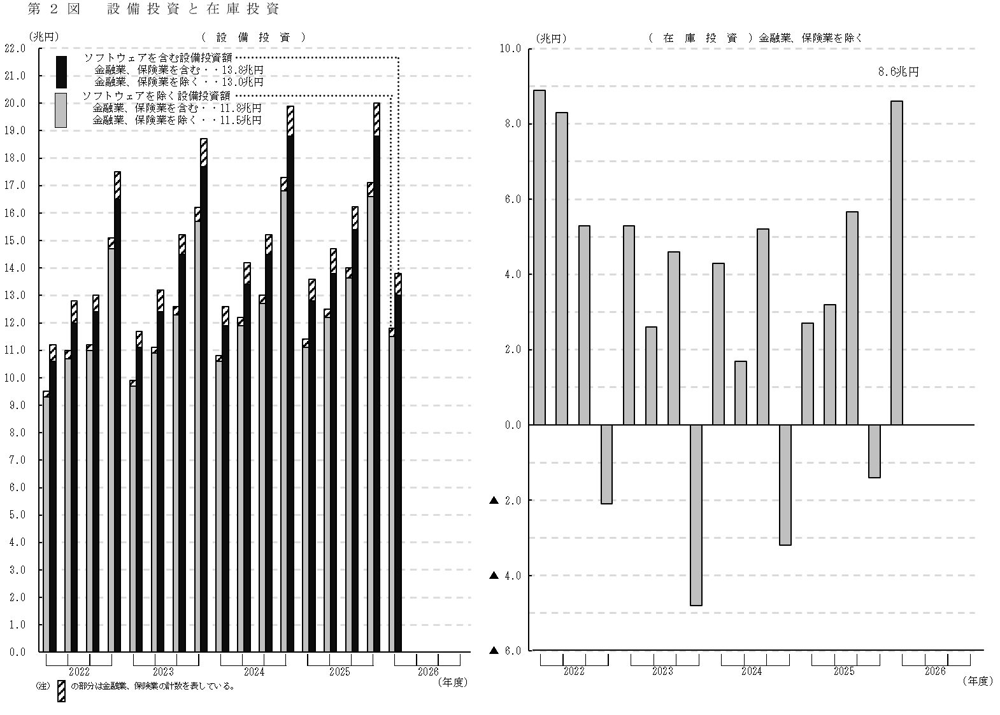 第２図　設備投資と在庫投資
(兆円)
（　設　備　投　資　）
22.0
21.0
20.0
19.0
18.0
17.0
16.0
15.0
14.0
13.0
12.0
11.0
10.0
9.0
8.0
7.0
6.0
5.0
4.0
3.0
2.0
1.0
0.0
ソフトウェアを含む設備投資額
金融業、保険業を含む・・13.8兆円
金融業、保険業を除く・・13.0兆円
ソフトウェアを除く設備投資額
金融業、保険業を含む・・11.8兆円
金融業、保険業を除く・・11.5兆円
2022
2023
2024
2025
2026
(年度)
(注)　の部分は金融業、保険業の計数を表している。
(兆円)
（　在　庫　投　資　）金融業、保険業を除く
8.6兆円
10.0
8.0
6.0
4.0
2.0
0.0
▲ 2.0
▲ 4.0
▲ 6.0
2022
2023
2024
2025
2026
(年度)